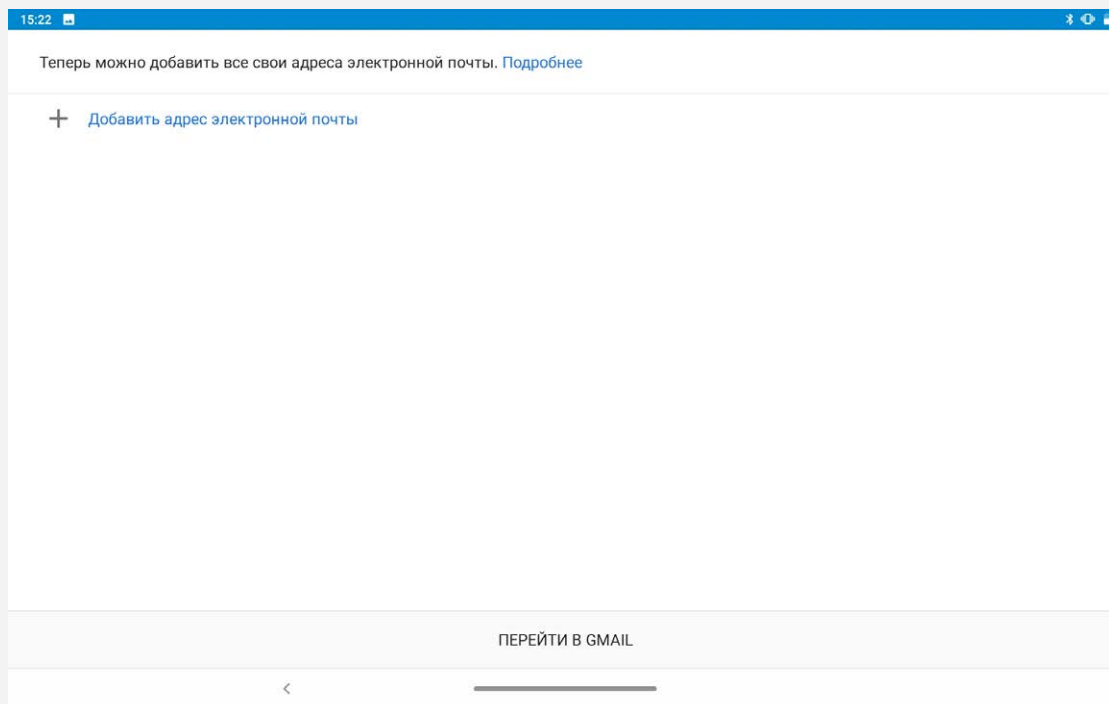 15:22
Теперь можно добавить все свои адреса электронной почты. Подробнее
Добавить адрес электронной почты
ПЕРЕЙТИ В GMAIL